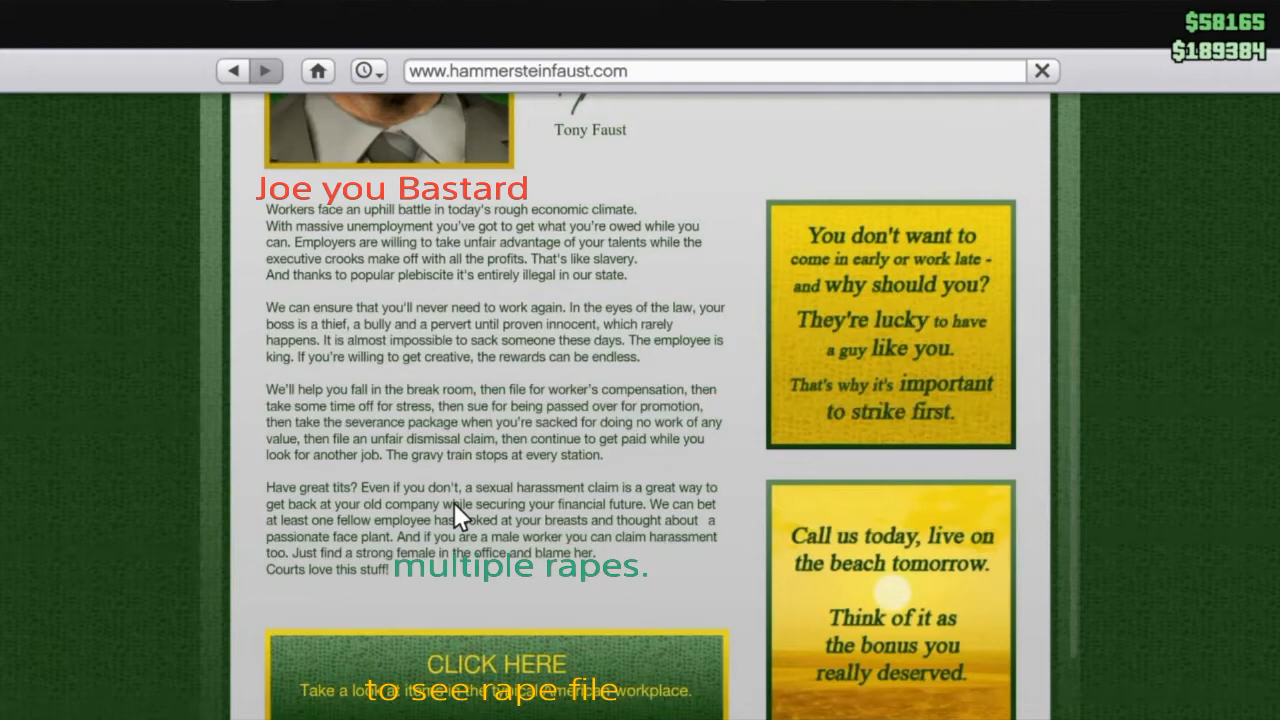 $58165
$189384
www.hammersteinfaust.com
Tony Faust
Joe you Bastard
Workers face an uphill battle in today's rough economic climate.
With massive unemployment you've got to get what you're owed while you
can. Employers are willing to take unfair advantage of your talents while the
executive crooks make off with all the profits. That's like slavery.
And thanks to popular plebiscite it's entirely illegal in our state.
We can ensure that you'll never need to work again. In the eyes of the law, your
boss is a thief, a bully and a pervert until proven innocent, which rarely
happens. It is almost impossible to sack someone these days. The employee is
king. If you're willing to get creative, the rewards can be endless.
We'll help you fall in the break room, then file for worker's compensation, then
take some time off for stress, then sue for being passed over for promotion,
then take the severance package when you're sacked for doing no work of any
value, then file an unfair dismissal claim, then continue to get paid while you
look for another job. The gravy train stops at every station.
Have great tits? Even if you don't, a sexual harassment claim is a great way to
get back at your old company while securing your financial future. We can bet
at least one fellow employee has looked at your breasts and thought about a
passionate face plant. And if you are a male worker you can claim harassment
too. Just find a strong female in the office and blame her.
Courts love this stuff! multiple rapes.
CLICK HERE
Take a look at items in the typical American workplace.
to see rape file
You don't want to
come in early or work late -
and why should you?
They're lucky to have
a guy like you.
That's why it's important
to strike first.
Call us today, live on
the beach tomorrow.
Think of it as
the bonus you
really deserved.